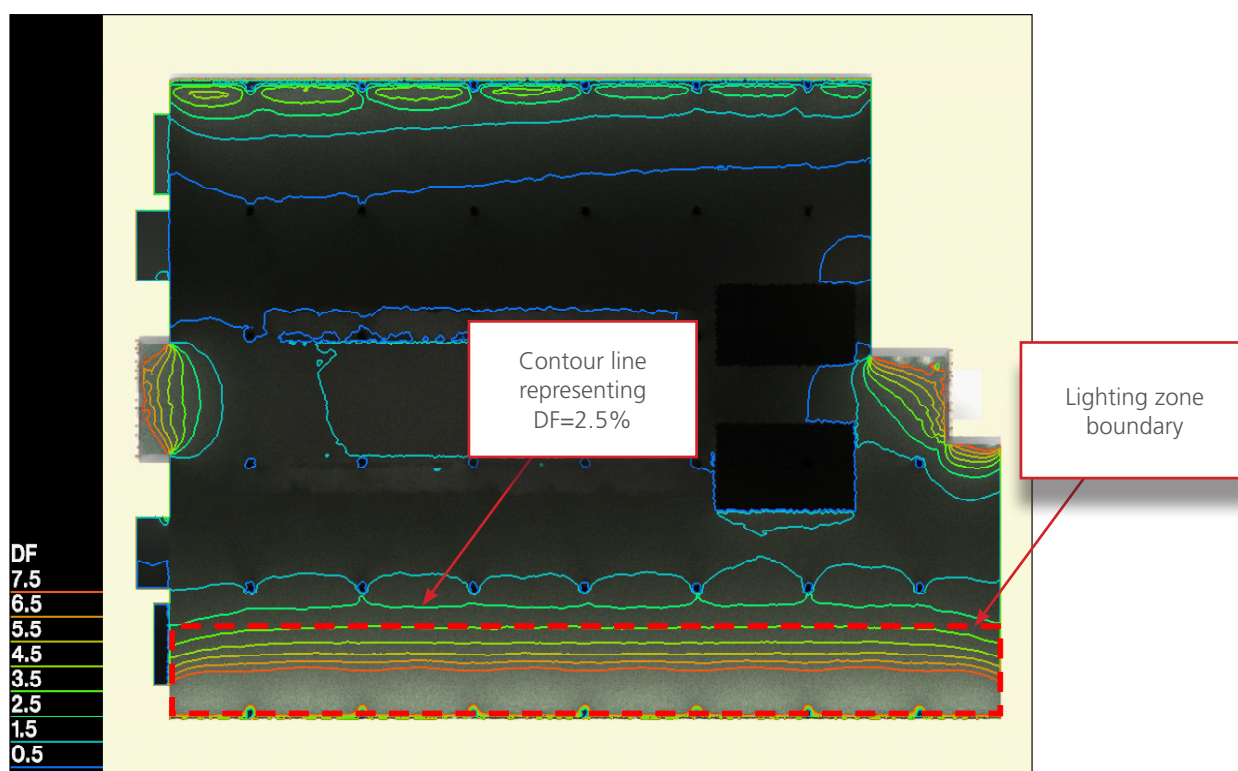 Contour line
representing
DF=2.5%
Lighting zone
boundary
DF
7.5
6.5
5.5
4.5
3.5
2.5
1.5
0.5